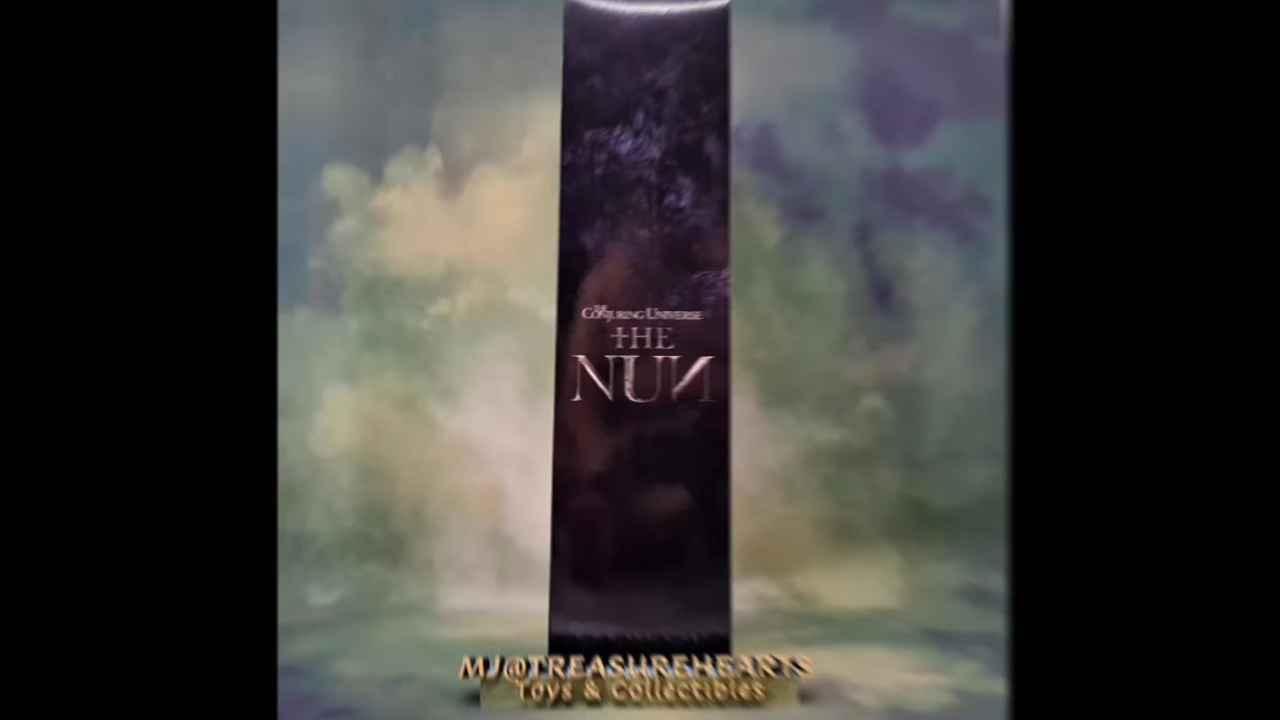 THE
CONJURING UNIVERSE
THE
NUN
MJ@TREASUREHEARTS
Toys & Collectibles